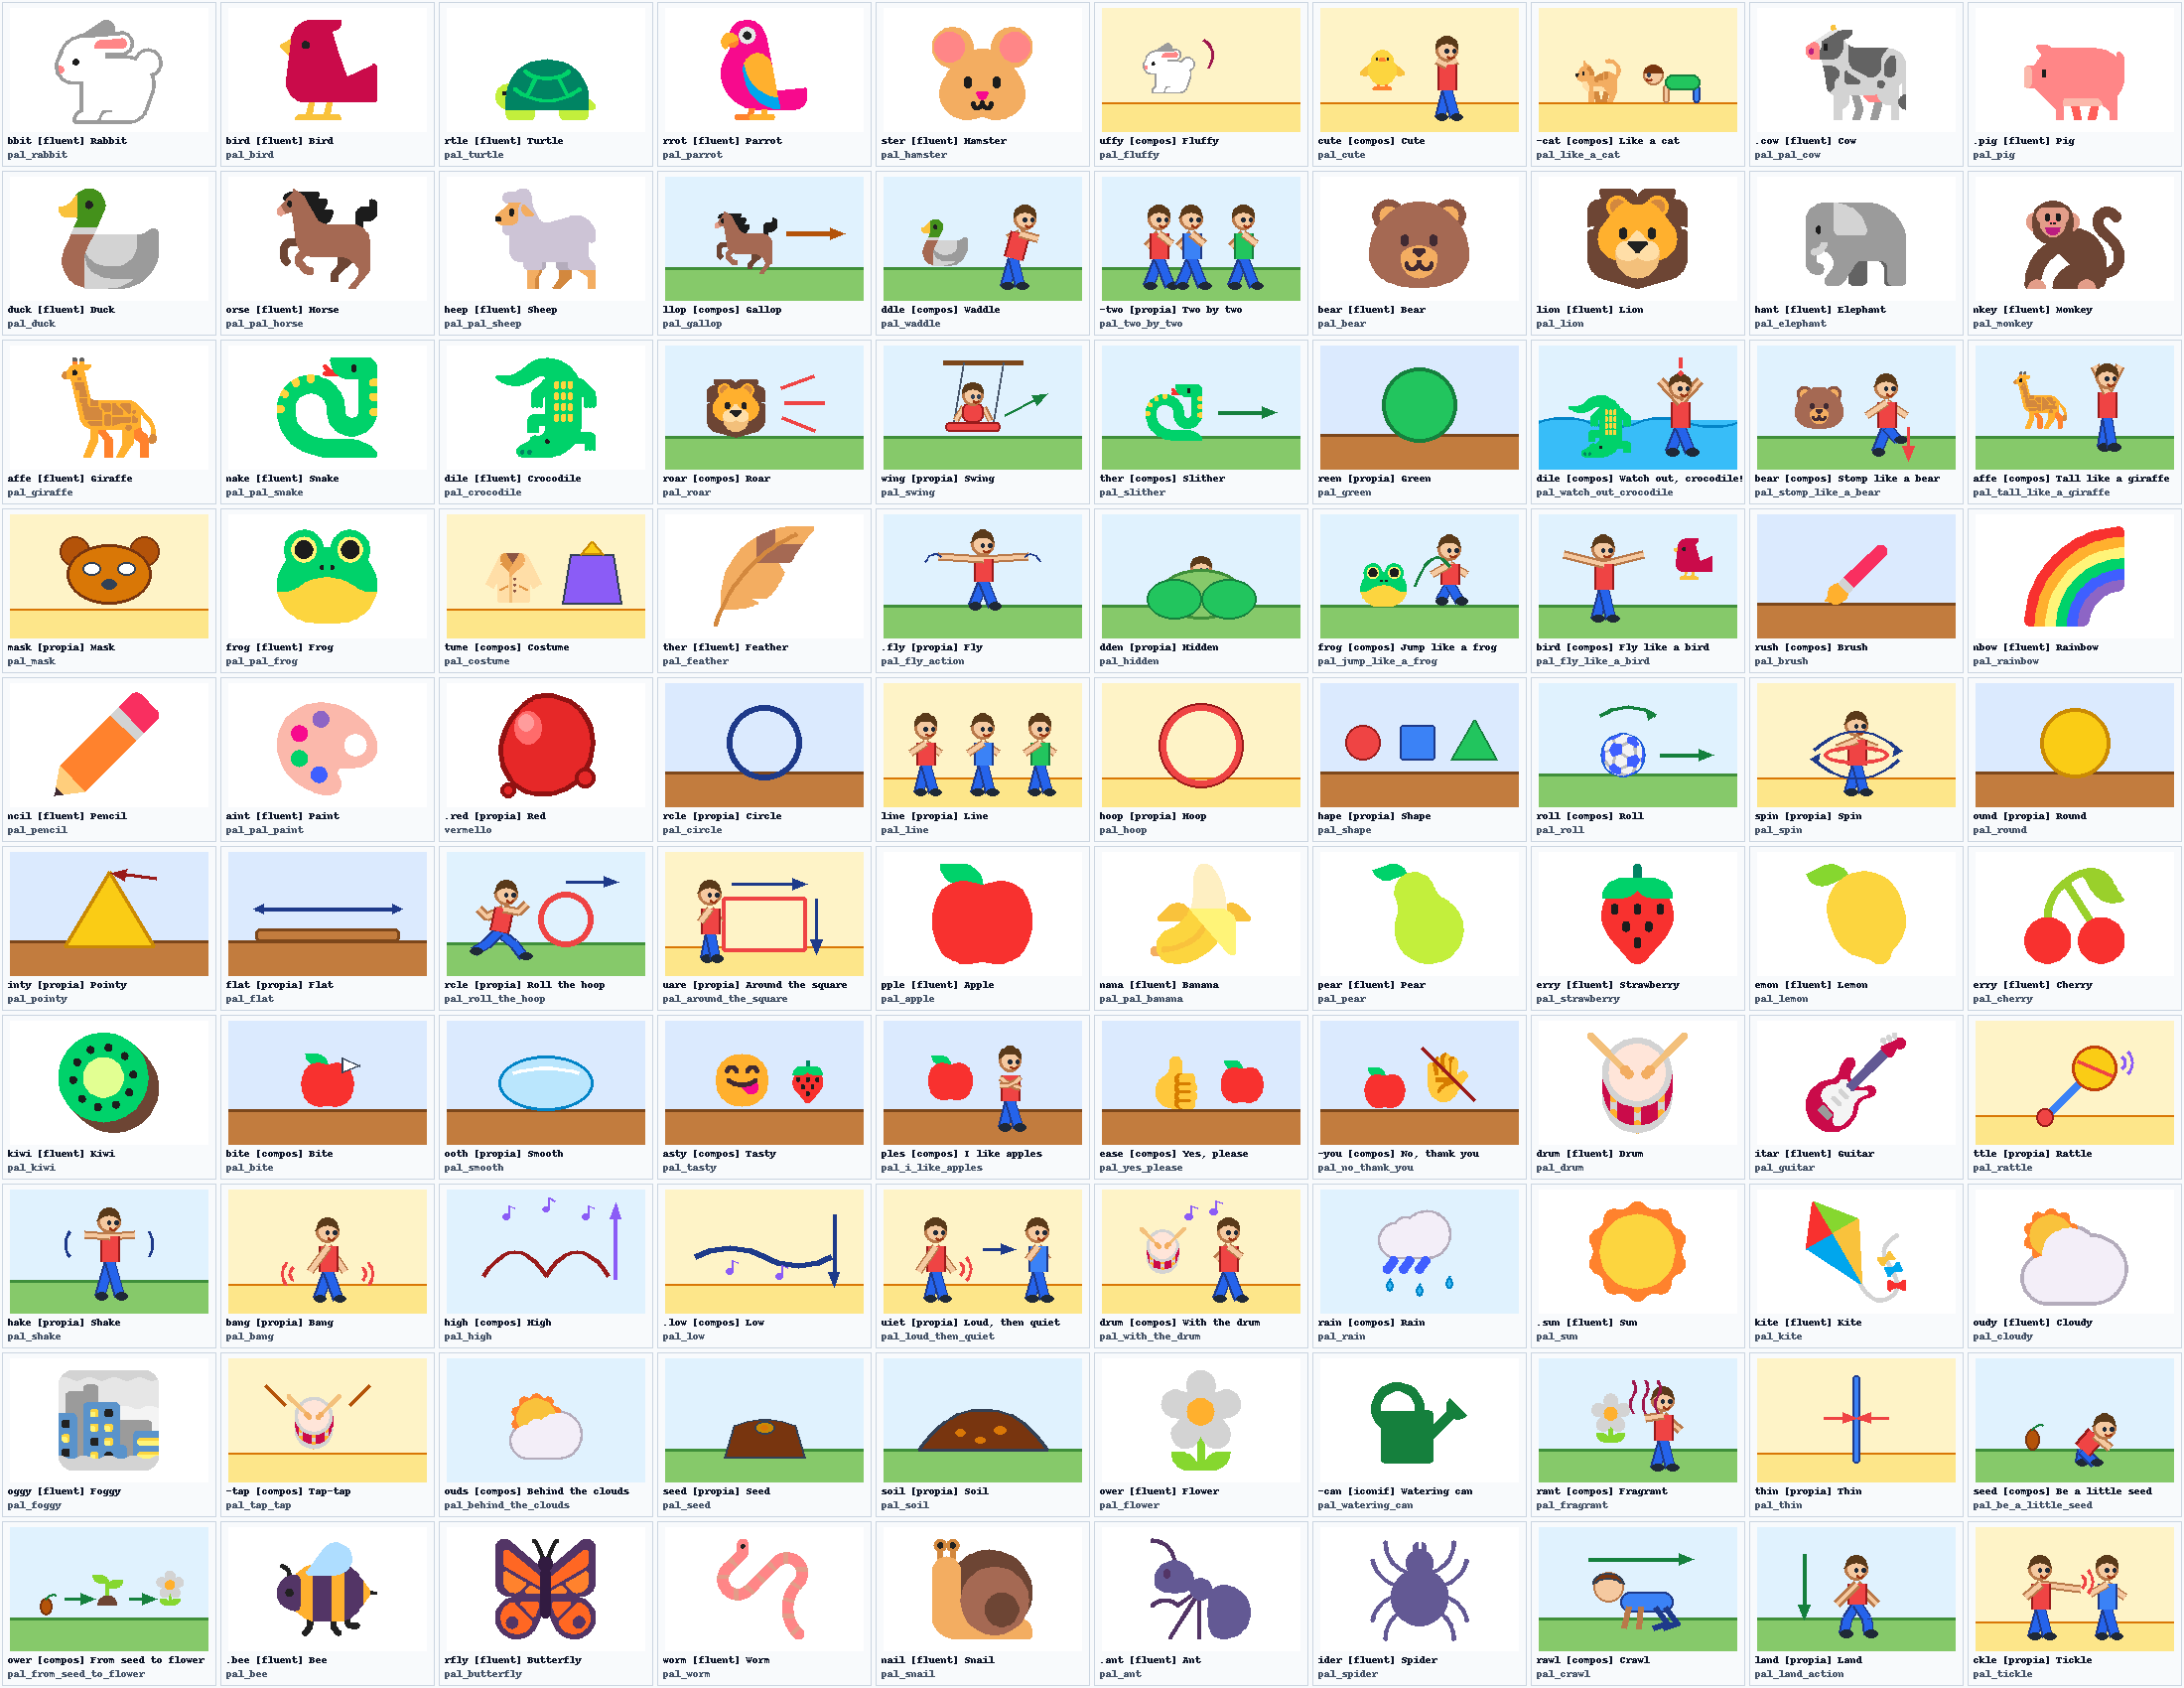 bbit [fluent] Rabbit
pal_rabbit
bird [fluent] Bird
pal_bird
rtle [fluent] Turtle
pal_turtle
rrot [fluent] Parrot
pal_parrot
ster [fluent] Hamster
pal_hamster
uffy [compos] Fluffy
pal_fluffy
cute [compos] Cute
pal_cute
-cat [compos] Like a cat
pal_like_a_cat
.cow [fluent] Cow
pal_pal_cow
.pig [fluent] Pig
pal_pig
duck [fluent] Duck
pal_duck
orse [fluent] Horse
pal_pal_horse
heep [fluent] Sheep
pal_pal_sheep
llop [compos] Gallop
pal_gallop
ddle [compos] Waddle
pal_waddle
-two [propia] Two by two
pal_two_by_two
bear [fluent] Bear
pal_bear
lion [fluent] Lion
pal_lion
hant [fluent] Elephant
pal_elephant
nkey [fluent] Monkey
pal_monkey
affe [fluent] Giraffe
pal_giraffe
nake [fluent] Snake
pal_pal_snake
dile [fluent] Crocodile
pal_crocodile
roar [compos] Roar
pal_roar
wing [propia] Swing
pal_swing
ther [compos] Slither
pal_slither
reen [propia] Green
pal_green
dile [compos] Watch out, crocodile!
pal_watch_out_crocodile
bear [compos] Stomp like a bear
pal_stomp_like_a_bear
affe [compos] Tall like a giraffe
pal_tall_like_a_giraffe
mask [propia] Mask
pal_mask
frog [fluent] Frog
pal_pal_frog
tume [compos] Costume
pal_costume
ther [fluent] Feather
pal_feather
.fly [propia] Fly
pal_fly_action
dden [propia] Hidden
pal_hidden
frog [compos] Jump like a frog
pal_jump_like_a_frog
bird [compos] Fly like a bird
pal_fly_like_a_bird
rush [compos] Brush
pal_brush
nbow [fluent] Rainbow
pal_rainbow
ncil [fluent] Pencil
pal_pencil
aint [fluent] Paint
pal_pal_paint
.red [propia] Red
vermello
rcle [propia] Circle
pal_circle
line [propia] Line
pal_line
hoop [propia] Hoop
pal_hoop
hape [propia] Shape
pal_shape
roll [compos] Roll
pal_roll
spin [propia] Spin
pal_spin
ound [propia] Round
pal_round
inty [propia] Pointy
pal_pointy
flat [propia] Flat
pal_flat
rcle [propia] Roll the hoop
pal_roll_the_hoop
uare [propia] Around the square
pal_around_the_square
pple [fluent] Apple
pal_apple
nana [fluent] Banana
pal_pal_banana
pear [fluent] Pear
pal_pear
erry [fluent] Strawberry
pal_strawberry
emon [fluent] Lemon
pal_lemon
erry [fluent] Cherry
pal_cherry
kiwi [fluent] Kiwi
pal_kiwi
bite [compos] Bite
pal_bite
ooth [propia] Smooth
pal_smooth
asty [compos] Tasty
pal_tasty
ples [compos] I like apples
pal_i_like_apples
ease [compos] Yes, please
pal_yes_please
-you [compos] No, thank you
pal_no_thank_you
drum [fluent] Drum
pal_drum
itar [fluent] Guitar
pal_guitar
ttle [propia] Rattle
pal_rattle
hake [propia] Shake
pal_shake
bang [propia] Bang
pal_bang
high [compos] High
pal_high
.low [compos] Low
pal_low
uiet [propia] Loud, then quiet
pal_loud_then_quiet
drum [compos] With the drum
pal_with_the_drum
rain [compos] Rain
pal_rain
.sun [fluent] Sun
pal_sun
kite [fluent] Kite
pal_kite
oudy [fluent] Cloudy
pal_cloudy
oggy [fluent] Foggy
pal_foggy
-tap [compos] Tap-tap
pal_tap_tap
ouds [compos] Behind the clouds
pal_behind_the_clouds
seed [propia] Seed
pal_seed
soil [propia] Soil
pal_soil
ower [fluent] Flower
pal_flower
-can [iconif] Watering can
pal_watering_can
rant [compos] Fragrant
pal_fragrant
thin [propia] Thin
pal_thin
seed [compos] Be a little seed
pal_be_a_little_seed
ower [compos] From seed to flower
pal_from_seed_to_flower
.bee [fluent] Bee
pal_bee
rfly [fluent] Butterfly
pal_butterfly
worm [fluent] Worm
pal_worm
nail [fluent] Snail
pal_snail
.ant [fluent] Ant
pal_ant
ider [fluent] Spider
pal_spider
rawl [compos] Crawl
pal_crawl
land [propia] Land
pal_land_action
ckle [propia] Tickle
pal_tickle